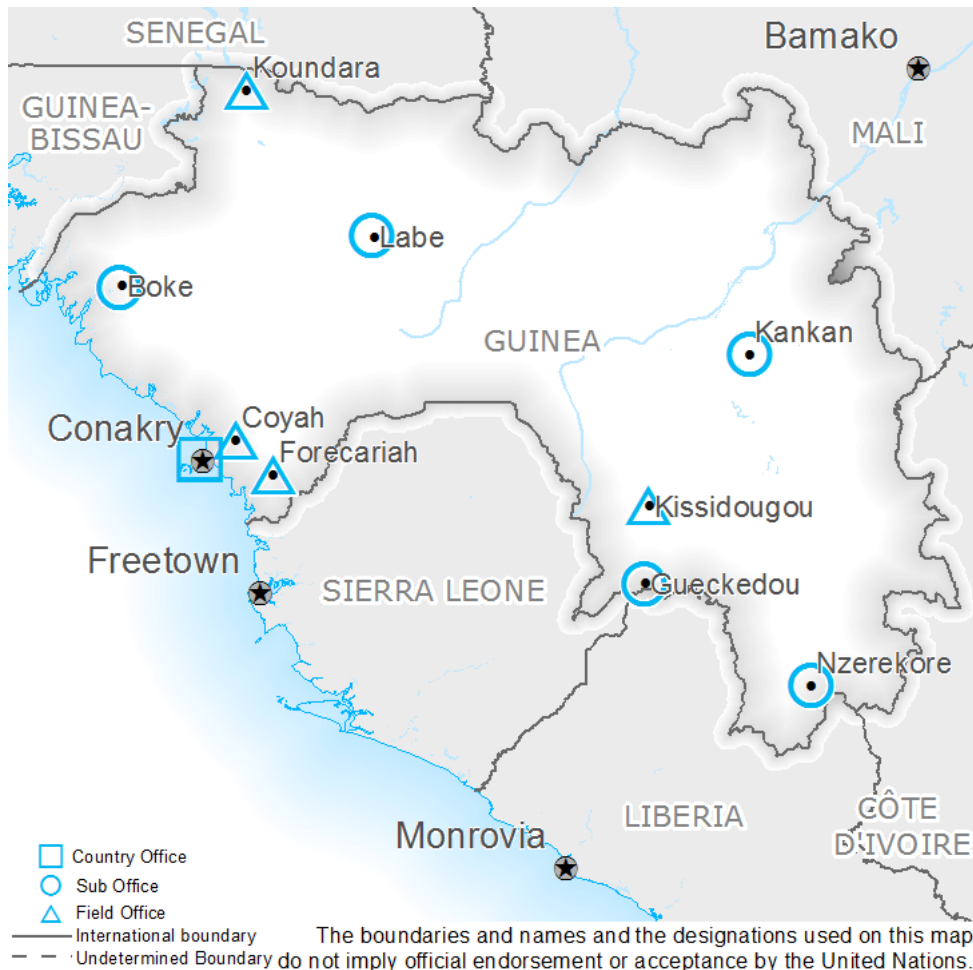 SENEGAL
Bamako
Koundara
GUINEA-
BISSAU
MALI
Labe
Boke
GUINEA
Kankan
Coyah
Conakry
Forecariah
Kissidougou
Freetown
SIERRA LEONE
Gueckedou
Nzerekore
LIBERIA
CÔTE
D'IVOIRE
Monrovia
Country Office
Sub Office
Field Office
International boundary
Undetermined Boundary
The boundaries and names and the designations used on this map
do not imply official endorsement or acceptance by the United Nations.